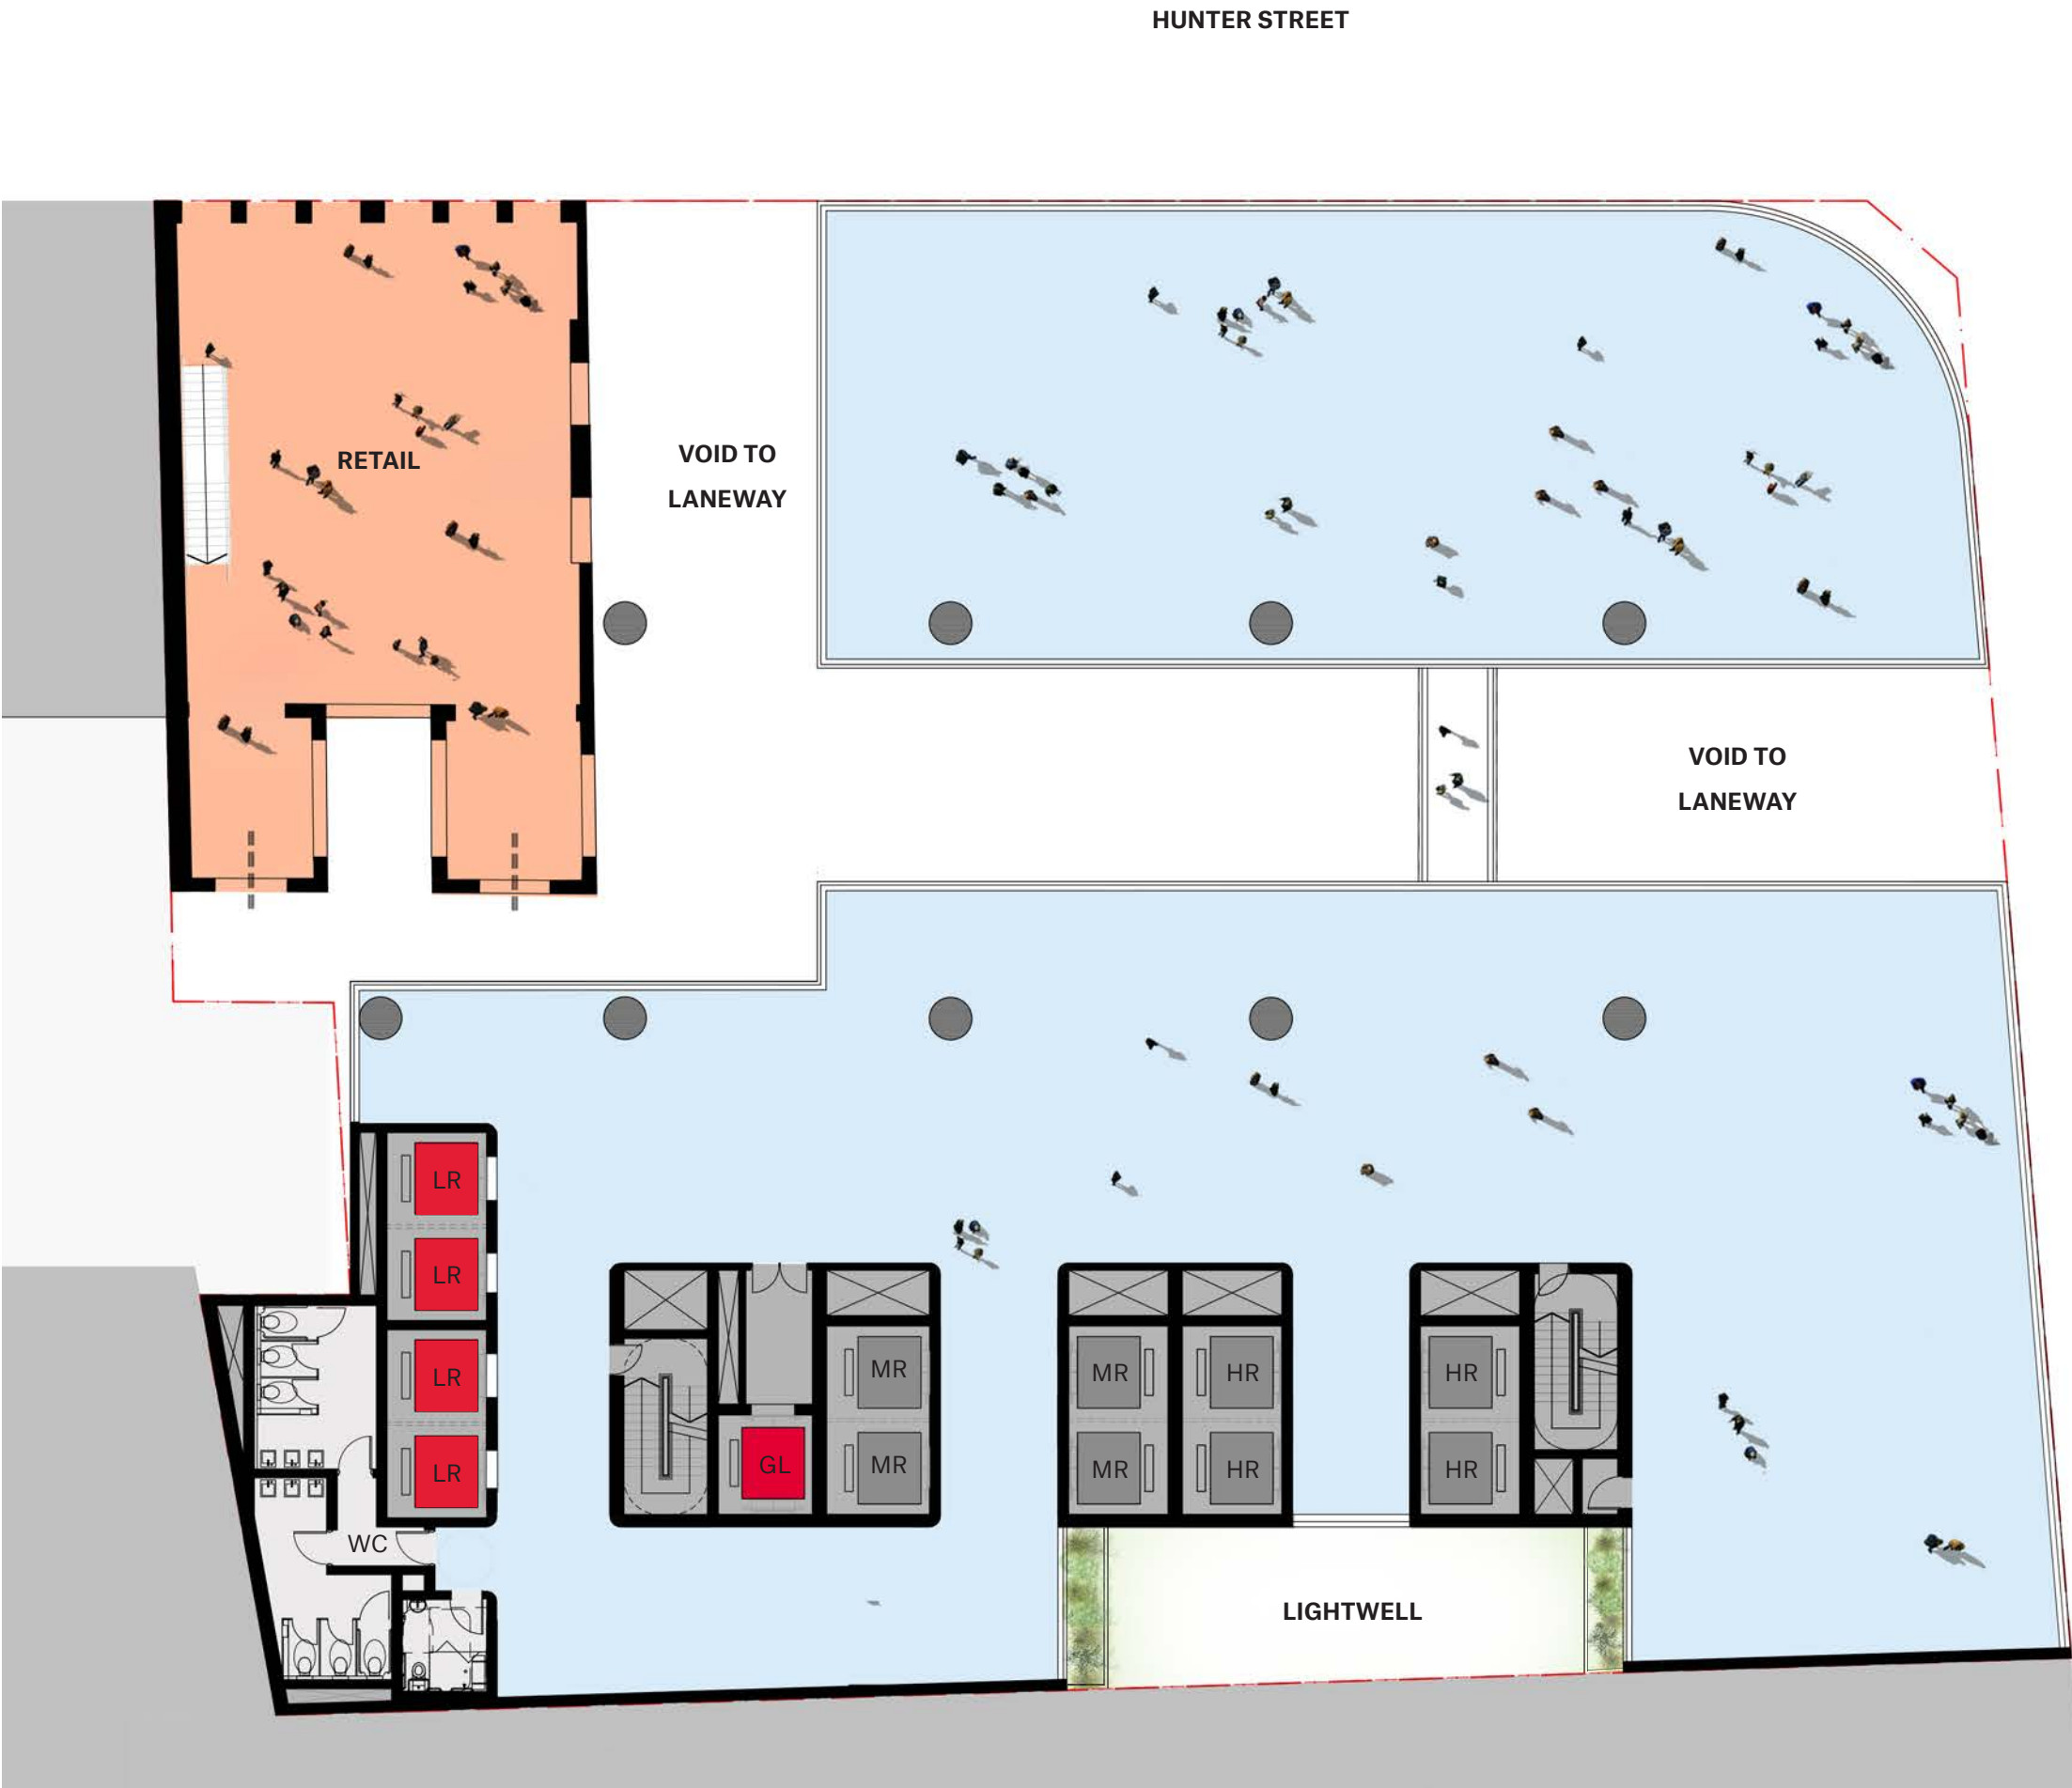 HUNTER STREET
RETAIL
VOID TO
LANEWAY
VOID TO
LANEWAY
LR
LR
LR
LR
MR
MR
HR
HR
GL
MR
MR
HR
HR
WC
LIGHTWELL